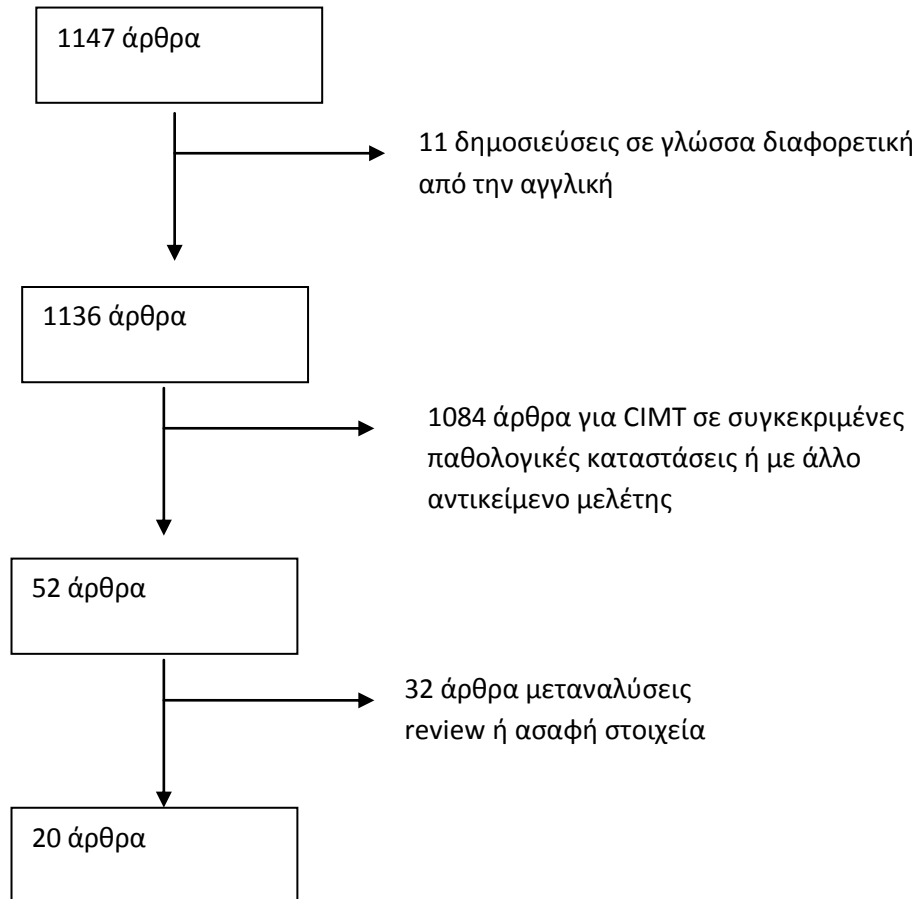 1147 άρθρα
11 δημοσιεύσεις σε γλώσσα διαφορετική
από την αγγλική
1136 άρθρα
1084 άρθρα για CIMT σε συγκεκριμένες
παθολογικές καταστάσεις ή με άλλο
αντικείμενο μελέτης
52 άρθρα
32 άρθρα μεταναλύσεις
review ή ασαφή στοιχεία
20 άρθρα